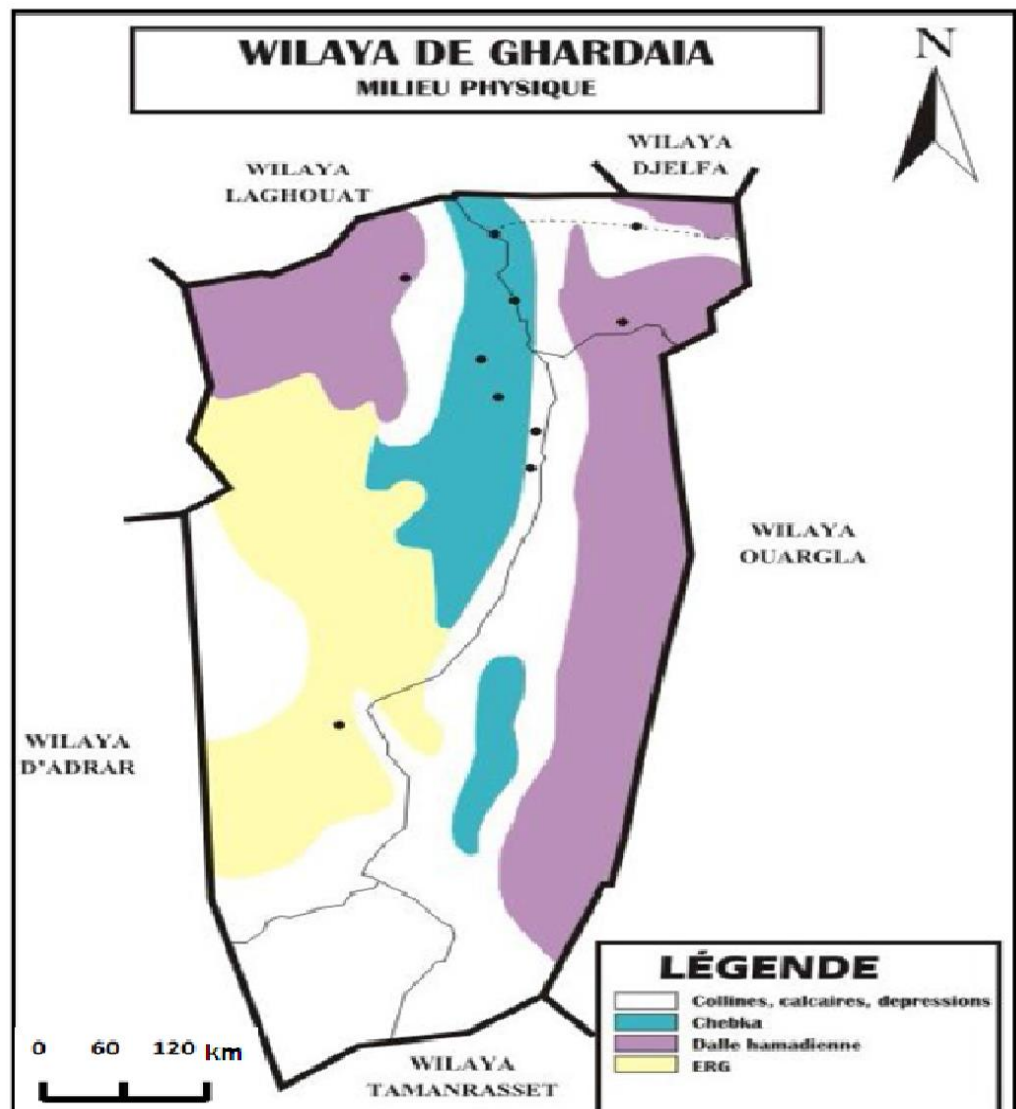 WILAYA DE GHARDAIA
MILIEU PHYSIQUE
N
WILAYA
DJELFA
WILAYA
LAGHOUAT
WILAYA
OUARGLA
WILAYA
D'ADRAR
LÉGENDE
Collines, calcaires, depressions
Chebka
Dalle hamadienne
ERG
0 60 120 km
WILAYA
TAMANRASSET